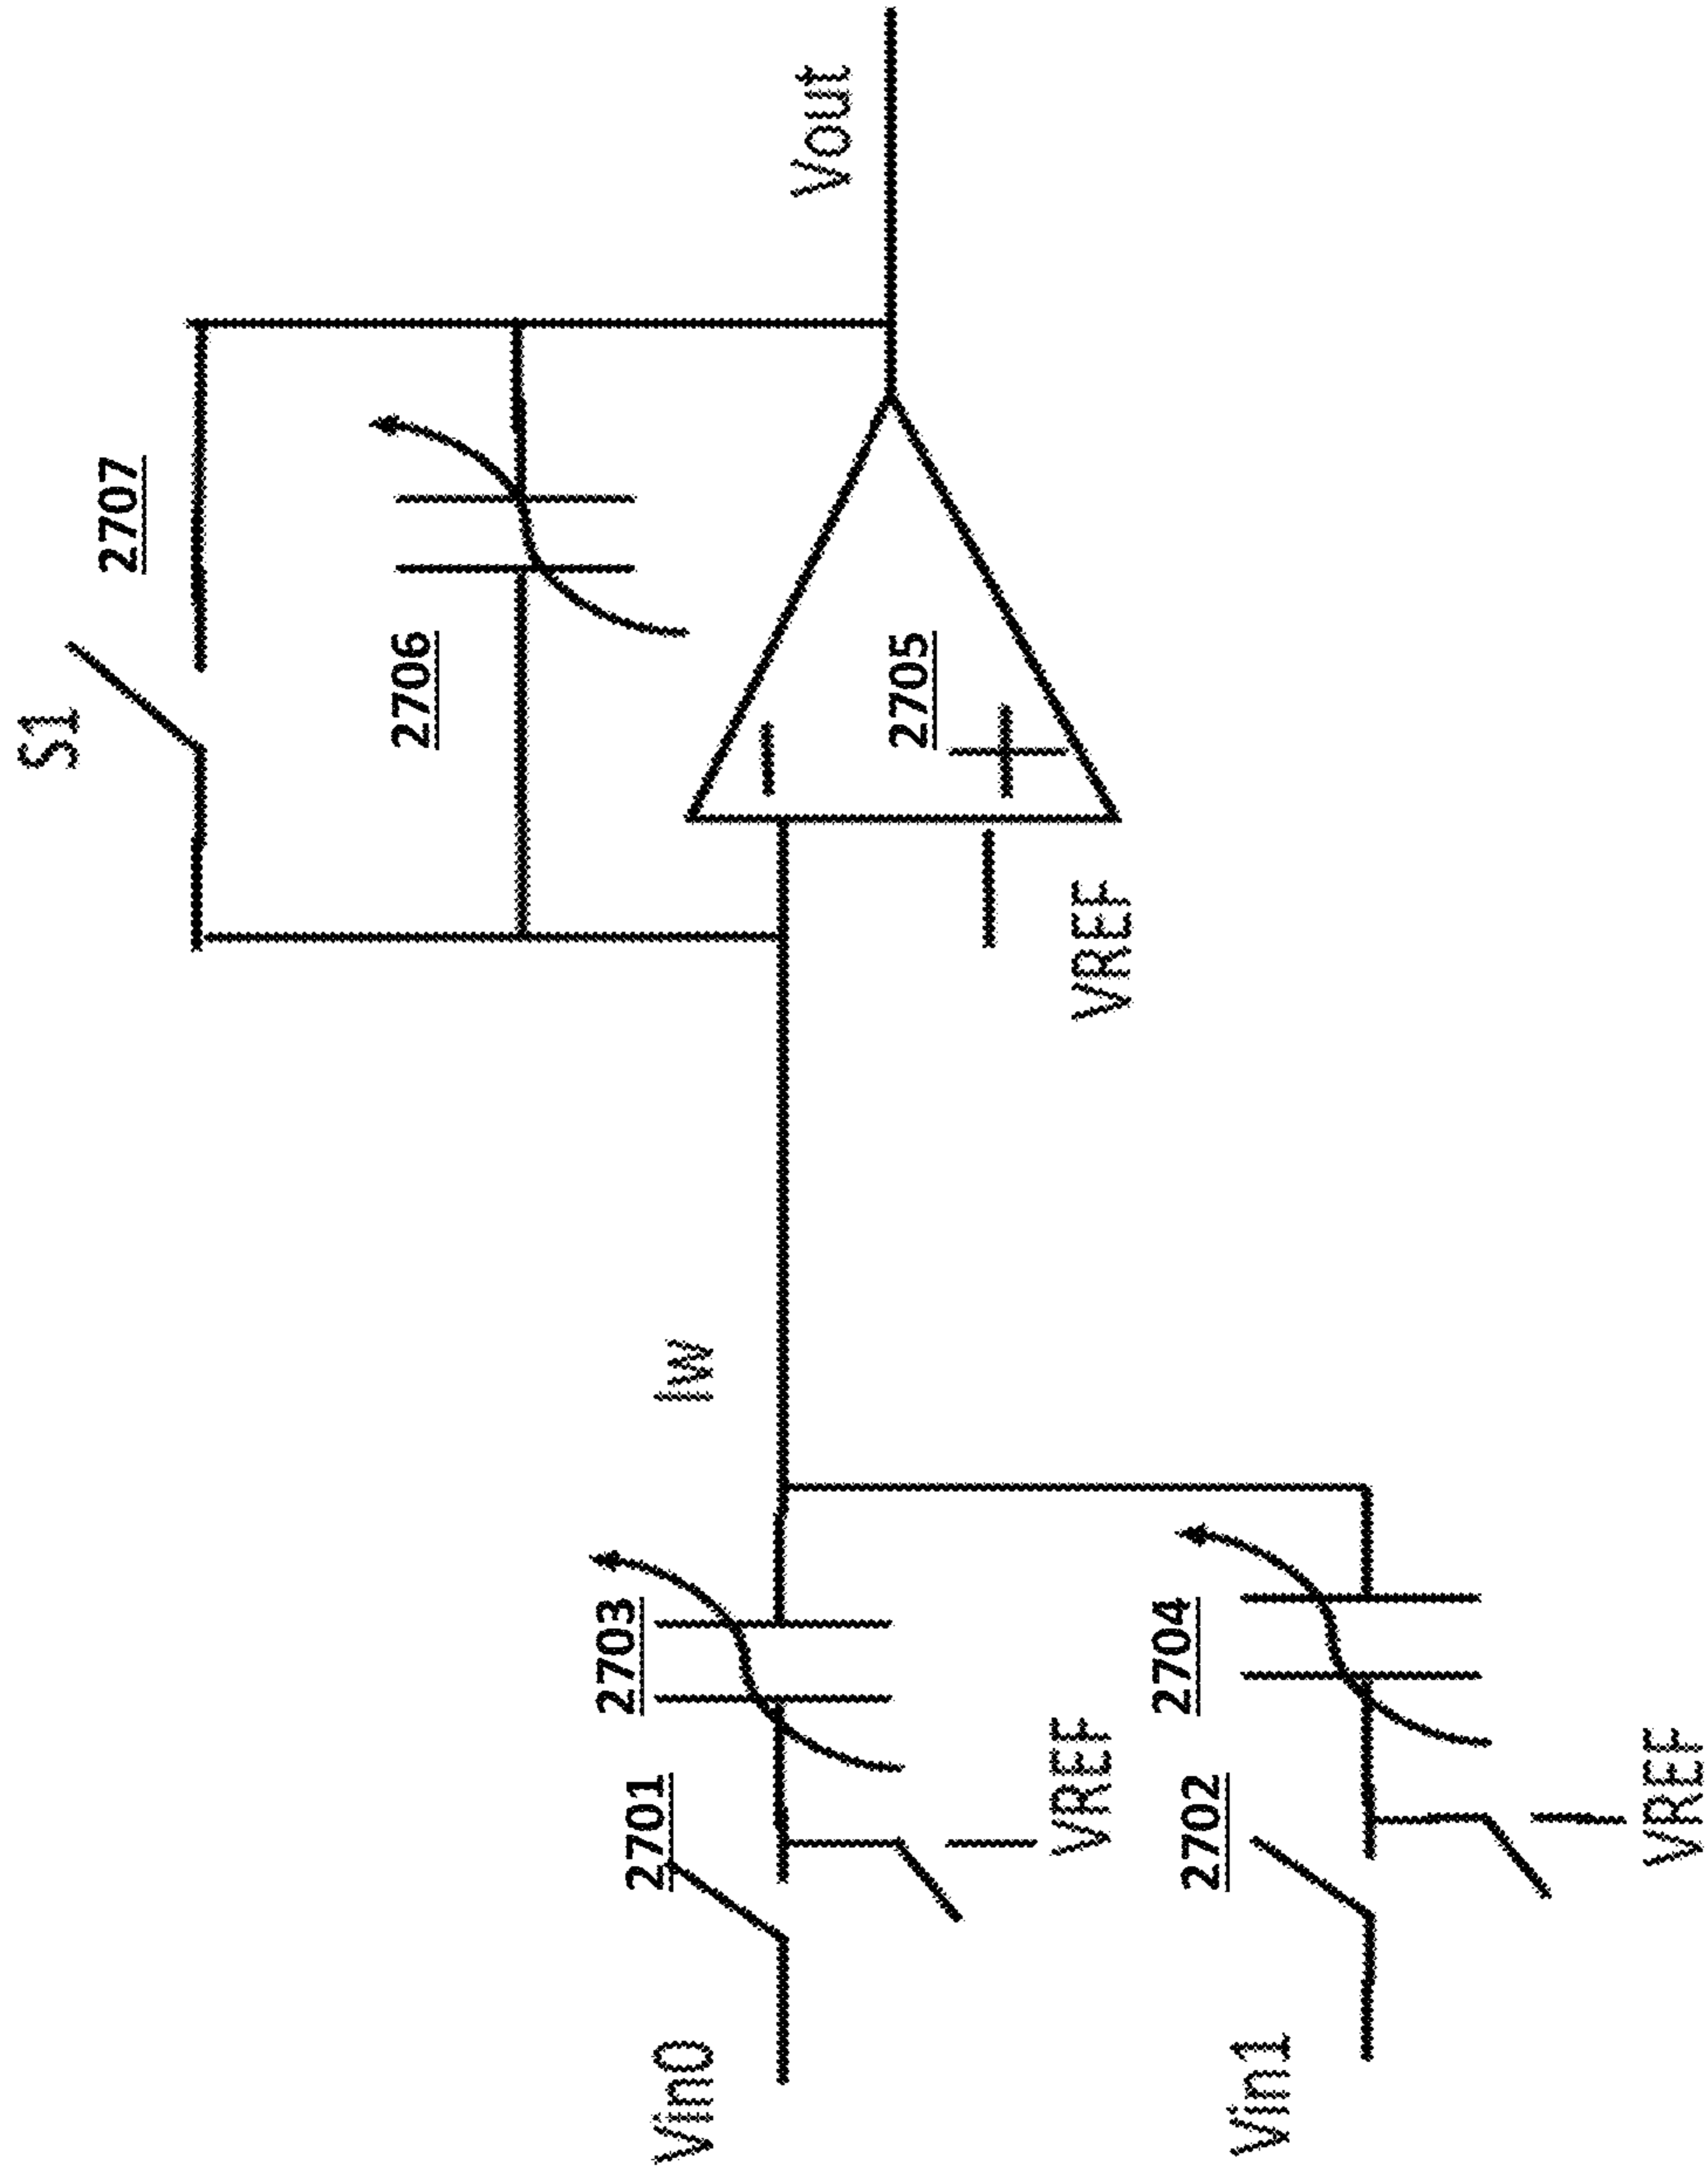 S1
2707
2706
Vout
2705
VREF
Iw
Vin0
2701
2703
VREF
Vin1
2702
2704
VREF